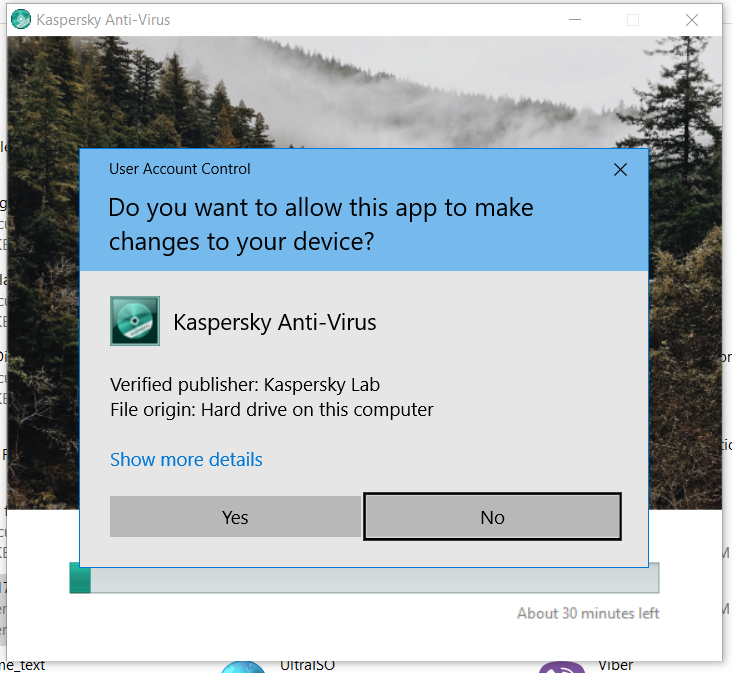 Kaspersky Anti-Virus
User Account Control
Do you want to allow this app to make
changes to your device?
Kaspersky Anti-Virus
Verified publisher: Kaspersky Lab
File origin: Hard drive on this computer
Show more details
Yes
No
About 30 minutes left
me_text
UltraISO
Viber